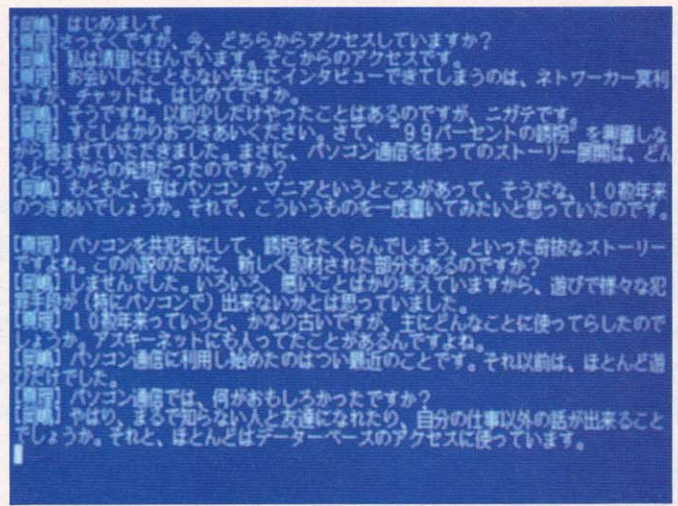 【岡嶋】はじめまして。
さっそくですが、今、どちらからアクセスしていますか?
【岡嶋】私は清里に住んでいます。そこからのアクセスです。
お会いしたこともない先生にインタビューできてしまうのは、ネットワーカー冥利
ですが、チャットは、はじめてですか。
【岡嶋】そうですね。以前少しだけやったことはあるのですが、ニガテです。
すこしばかりおつきあいください。さて、“99パーセントの誘拐”を興奮しな
がら読ませていただきました。まさに、パソコン通信を使ってのストーリー展開は、どん
なところからの発想だったのですか?
【岡嶋】もともと、僕はパソコン・マニアというところがあって、そうだな、10数年来
のつきあいでしょうか。それで、こういうものを一度書いてみたいと思っていたのです。
パソコンを共犯者にして、誘拐をたくらんでしまう、といった奇抜なストーリー
ですよね。この小説のために、新しく取材された部分もあるのですか?
【岡嶋】しませんでした。いろいろ、悪いことばかり考えていますから、遊びで様々な犯
罪手段が(特にパソコンで)出来ないかとは思っていました。
10数年来っていうと、かなり古いですが、主にどんなことに使ってらしたので
しょうか。アスキーネットにも入ってたことがあるんですよね。
【岡嶋】パソコン通信に利用し始めたのはつい最近のことです。それ以前は、ほとんど遊
びだけでした。
パソコン通信では、何がおもしろかったですか?
【岡嶋】やはり、まるで知らない人と友達になれたり、自分の仕事以外の話が出来ること
でしょうか。それと、ほとんどはデーターベースのアクセスに使っています。